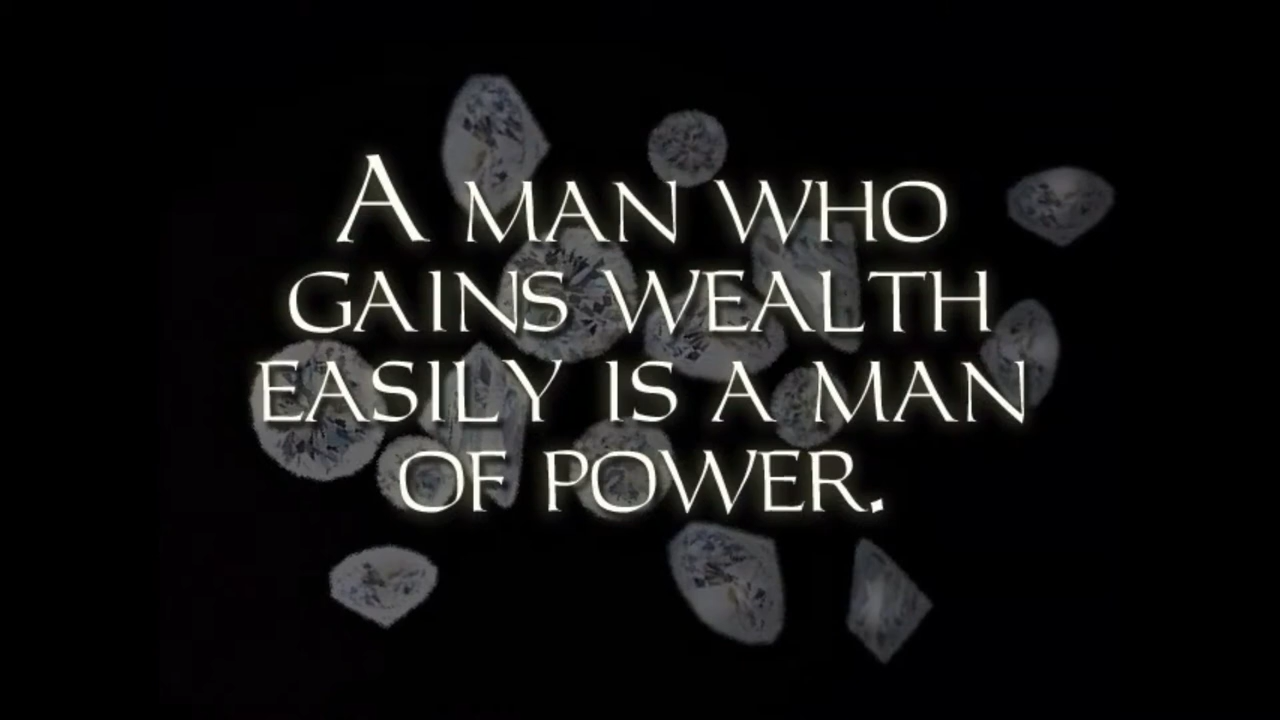 A MAN WHO
GAINS WEALTH
EASILY IS A MAN
OF POWER.